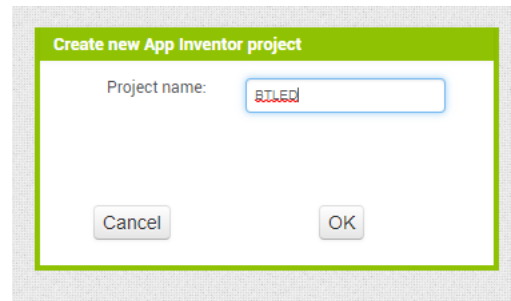 Create new App Inventor project
Project name:
BTLED
Cancel
OK